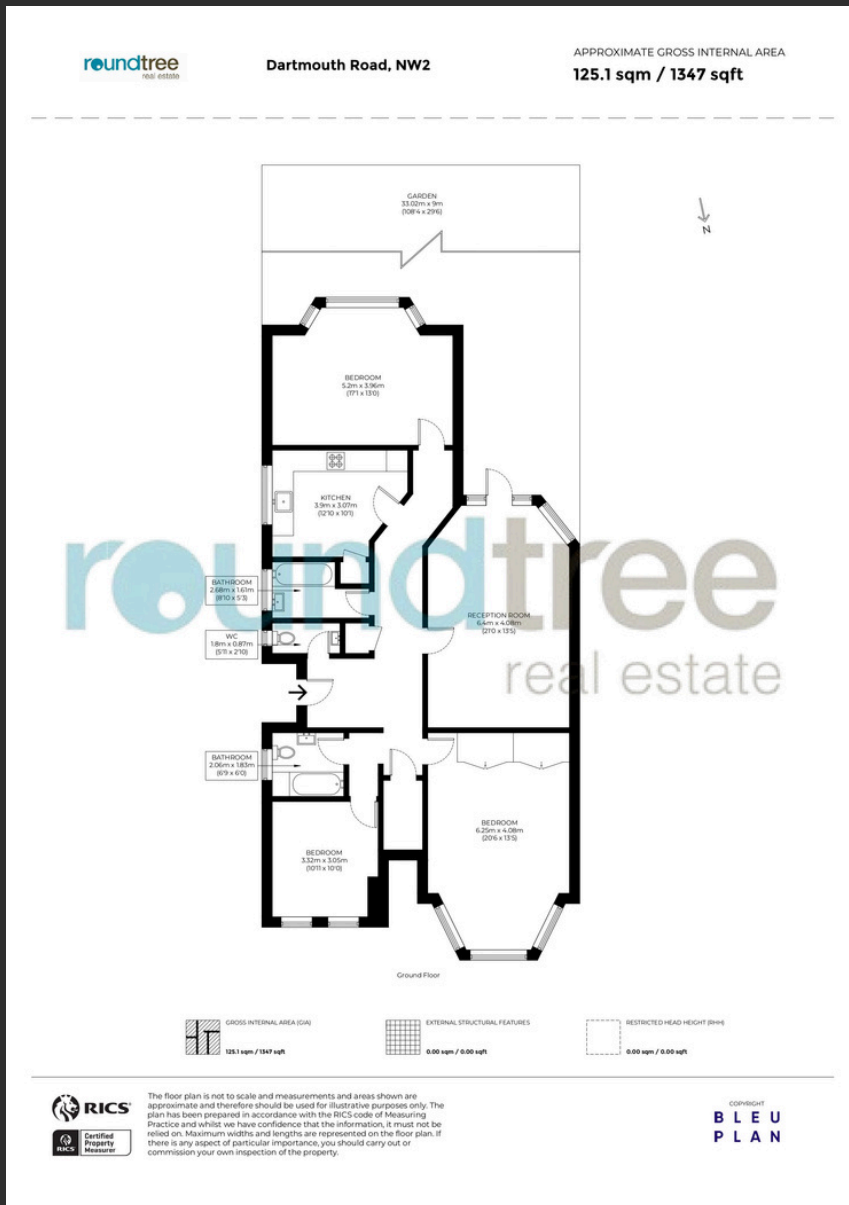 roundtree
real estate
Dartmouth Road, NW2
APPROXIMATE GROSS INTERNAL AREA
125.1 sqm / 1347 sqft
GARDEN
33.02m x 9m
(108'4 x 29'6)
N
BEDROOM
5.2m x 3.96m
(17'1 x 13'0)
KITCHEN
3.9m x 3.07m
(12'10 x 10'1)
roundtree
real estate
BATHROOM
2.68m x 1.61m
(8'10 x 5'3)
RECEPTION ROOM
6.4m x 4.08m
(21'0 x 13'5)
WC
1.8m x 0.87m
(5'11 x 2'10)
BATHROOM
2.06m x 1.83m
(6'9 x 6'0)
BEDROOM
6.25m x 4.08m
(20'6 x 13'5)
BEDROOM
3.32m x 3.05m
(10'11 x 10'0)
Ground Floor
GROSS INTERNAL AREA (GIA)
125.1 sqm / 1347 sqft
EXTERNAL STRUCTURAL FEATURES
0.00 sqm / 0.00 sqft
RESTRICTED HEAD HEIGHT (RHH)
0.00 sqm / 0.00 sqft
RICS
RICS
Certified
Property
Measurer
The floor plan is not to scale and measurements and areas shown are
approximate and therefore should be used for illustrative purposes only. The
plan has been prepared in accordance with the RICS code of Measuring
Practice and whilst we have confidence that the information, it must not be
relied on. Maximum widths and lengths are represented on the floor plan. If
there is any aspect of particular importance, you should carry out or
commission your own inspection of the property.
COPYRIGHT
BLEU
PLAN